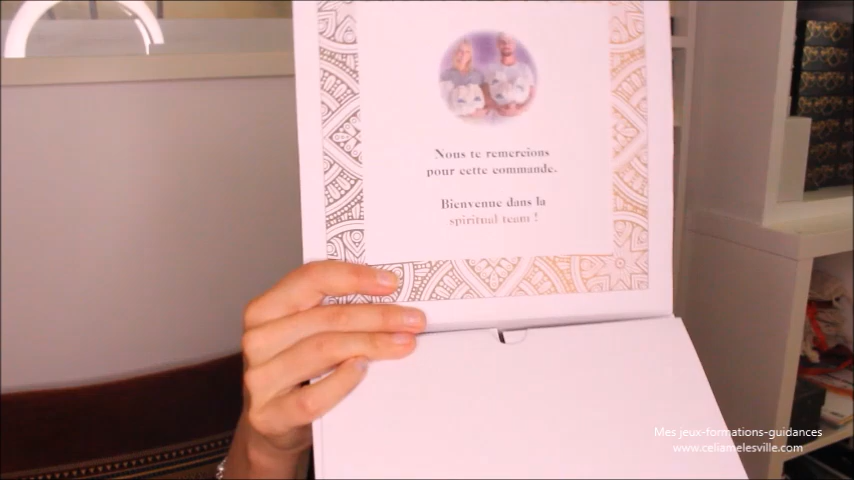 Nous te remercions
pour cette commande.
Bienvenue dans la
spiritual team !
Mes jeux-formations-guidances
www.celiamelesville.com